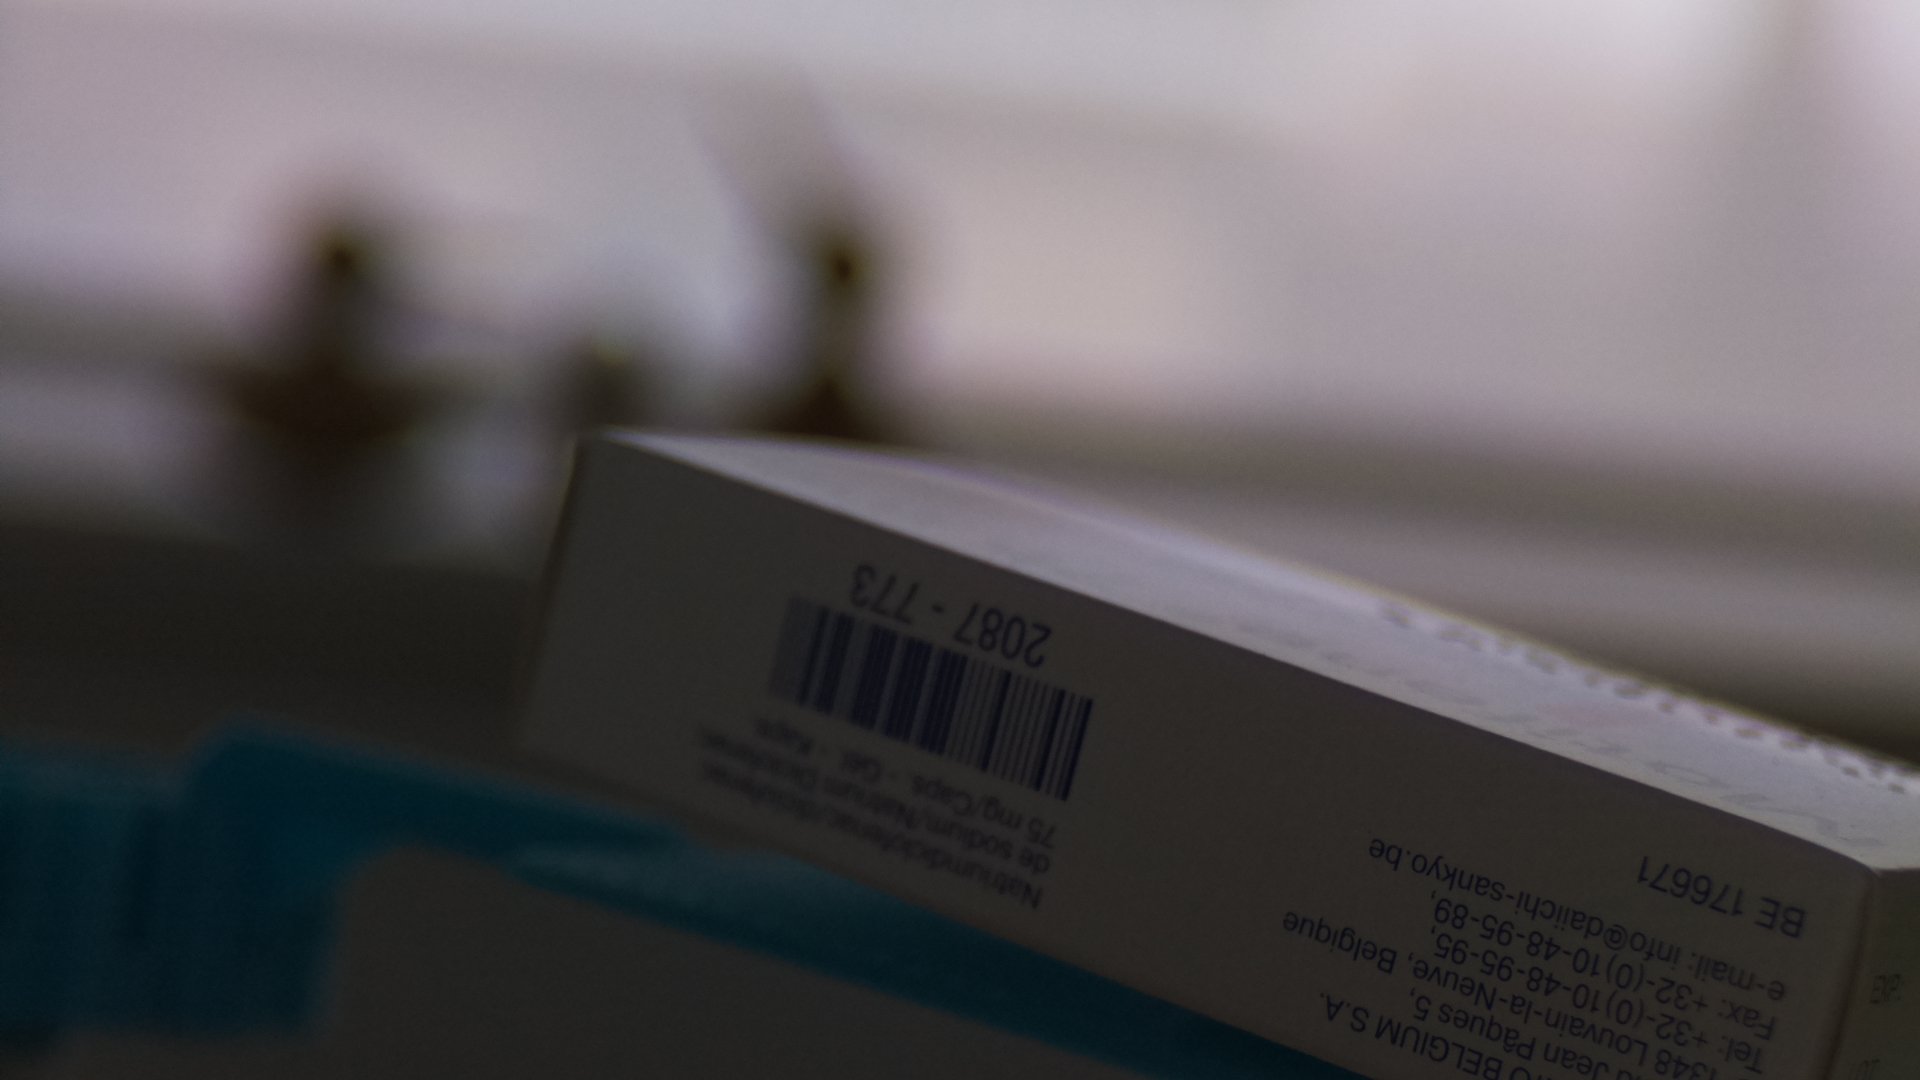 Natriumdiclofenac/diclofénac
de sodium/Natrium Diclofenac
75 mg/Caps. - Gél. - Kaps.
2087 - 773
O BELGIUM S.A.
Jean Pâques 5,
1348 Louvain-la-Neuve, Belgique
Tel: +32-(0)10-48-95-95,
Fax: +32-(0)10-48-95-89,
e-mail: info@daiichi-sankyo.be
BE 176671